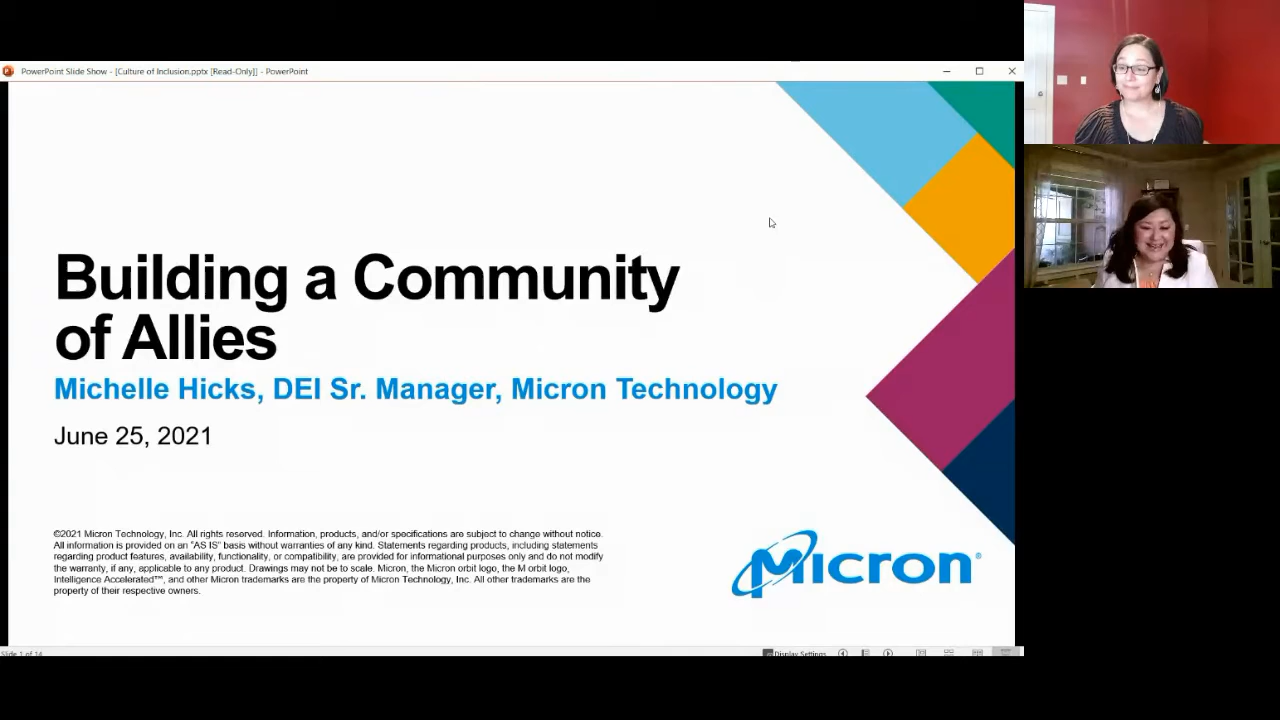 PowerPoint Slide Show - [Culture of Inclusion.pptx [Read-Only]] - PowerPoint
Building a Community
of Allies
Michelle Hicks, DEI Sr. Manager, Micron Technology
June 25, 2021
©2021 Micron Technology, Inc. All rights reserved. Information, products, and/or specifications are subject to change without notice.
All information is provided on an "AS IS" basis without warranties of any kind. Statements regarding products, including statements
regarding product features, availability, functionality, or compatibility, are provided for informational purposes only and do not modify
the warranty, if any, applicable to any product. Drawings may not be to scale. Micron, the Micron orbit logo, the M orbit logo,
Intelligence Accelerated™, and other Micron trademarks are the property of Micron Technology, Inc. All other trademarks are the
property of their respective owners.
Micron®
Slide 1 of 14
Display Settings